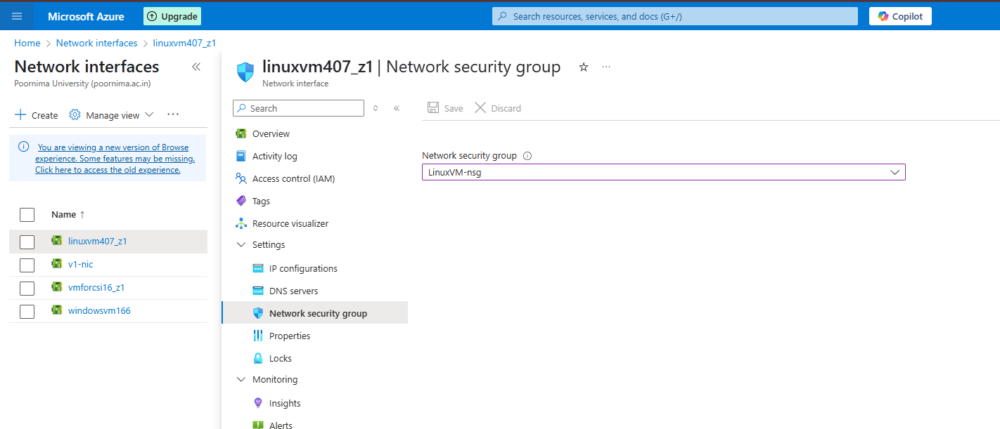 Microsoft Azure
Upgrade
Search resources, services, and docs (G+/)
Copilot
Home > Network interfaces > linuxvm407_z1
Network interfaces
Poornima University (poornima.ac.in)
Create
Manage view
You are viewing a new version of Browse
experience. Some features may be missing.
Click here to access the old experience.
Name ↑
linuxvm407_z1
v1-nic
vmforcsi16_z1
windowsvm166
linuxvm407_z1 | Network security group
Network interface
Search
Overview
Activity log
Access control (IAM)
Tags
Resource visualizer
Settings
IP configurations
DNS servers
Network security group
Properties
Locks
Monitoring
Insights
Alerts
Save
Discard
Network security group
LinuxVM-nsg